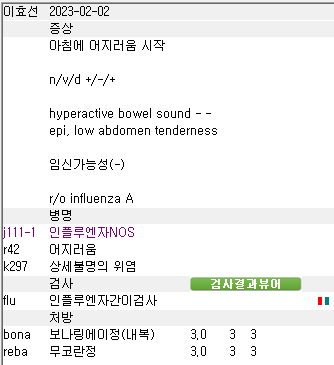 이효선 2023-02-02
증상
아침에 어지러움 시작
n/v/d +/-/+
hyperactive bowel sound - -
epi, low abdomen tenderness
임신가능성(-)
r/o influenza A
병명
j111-1 인플루엔자NOS
r42 어지러움
k297 상세불명의 위염
검사 검사결과뷰어
flu 인플루엔자간이검사
처방
bona 보나링에이정(내복) 3.0 3 3
reba 무코란정 3.0 3 3